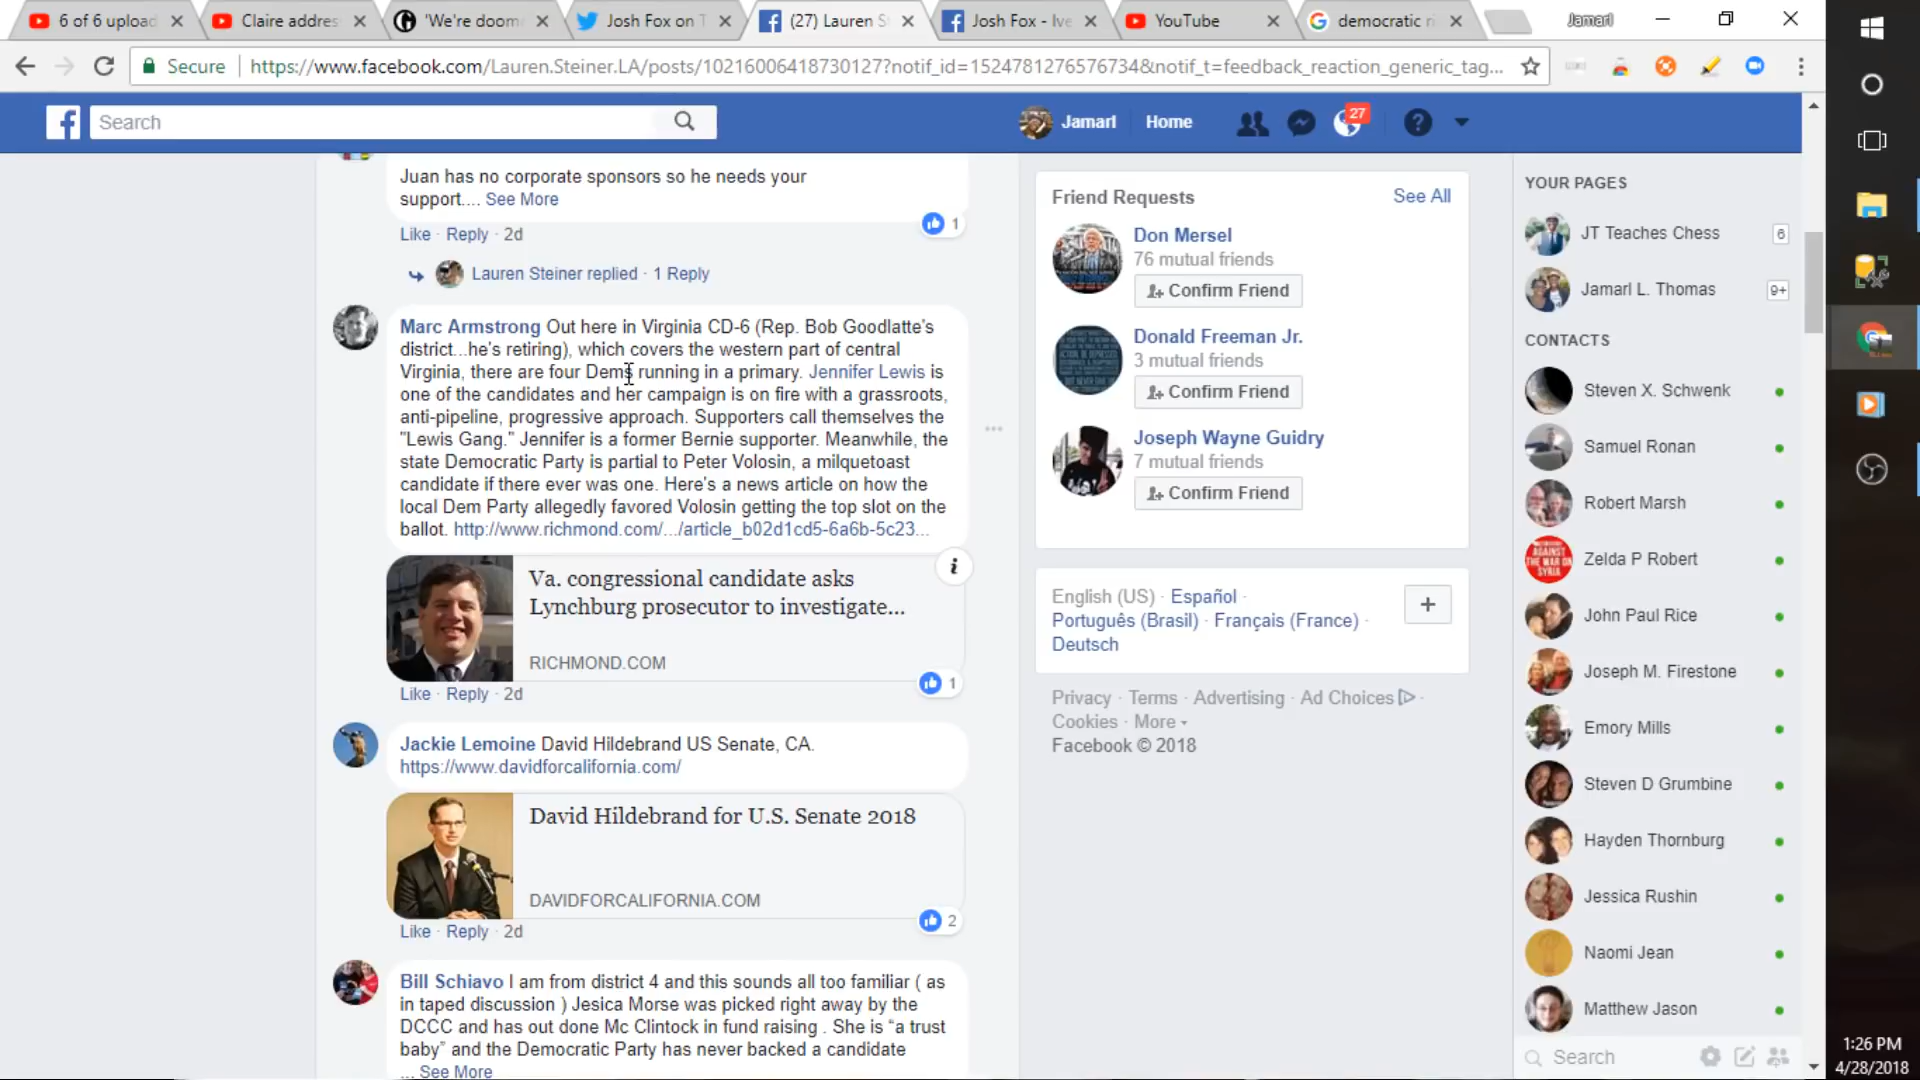 6 of 6 upload
Claire addres
'We're doom
Josh Fox on T
(27) Lauren S
Josh Fox - live
YouTube
democratic ri
Jamarl
Secure
https://www.facebook.com/Lauren.Steiner.LA/posts/10216006418730127?notif_id=1524781276576734&notif_t=feedback_reaction_generic_tag...
Search
Jamarl
Home
27
Juan has no corporate sponsors so he needs your
support.... See More
1
Like · Reply · 2d
Lauren Steiner replied · 1 Reply
Marc Armstrong Out here in Virginia CD-6 (Rep. Bob Goodlatte's
district...he's retiring), which covers the western part of central
Virginia, there are four Dems running in a primary. Jennifer Lewis is
one of the candidates and her campaign is on fire with a grassroots,
anti-pipeline, progressive approach. Supporters call themselves the
"Lewis Gang." Jennifer is a former Bernie supporter. Meanwhile, the
state Democratic Party is partial to Peter Volosin, a milquetoast
candidate if there ever was one. Here's a news article on how the
local Dem Party allegedly favored Volosin getting the top slot on the
ballot. http://www.richmond.com/.../article_b02d1cd5-6a6b-5c23...
Va. congressional candidate asks
Lynchburg prosecutor to investigate...
RICHMOND.COM
1
Like · Reply · 2d
Jackie Lemoine David Hildebrand US Senate, CA.
https://www.davidforcalifornia.com/
David Hildebrand for U.S. Senate 2018
DAVIDFORCALIFORNIA.COM
2
Like · Reply · 2d
Bill Schiavo I am from district 4 and this sounds all too familiar ( as
in taped discussion ) Jesica Morse was picked right away by the
DCCC and has out done Mc Clintock in fund raising . She is "a trust
baby" and the Democratic Party has never backed a candidate
... See More
Friend Requests
See All
Don Mersel
76 mutual friends
Confirm Friend
Donald Freeman Jr.
3 mutual friends
Confirm Friend
Joseph Wayne Guidry
7 mutual friends
Confirm Friend
English (US) · Español ·
Português (Brasil) · Français (France) ·
Deutsch
Privacy · Terms · Advertising · Ad Choices ·
Cookies · More
Facebook © 2018
YOUR PAGES
JT Teaches Chess
6
Jamarl L. Thomas
9+
CONTACTS
Steven X. Schwenk
Samuel Ronan
Robert Marsh
Zelda P Robert
John Paul Rice
Joseph M. Firestone
Emory Mills
Steven D Grumbine
Hayden Thornburg
Jessica Rushin
Naomi Jean
Matthew Jason
Search
1:26 PM
4/28/2018